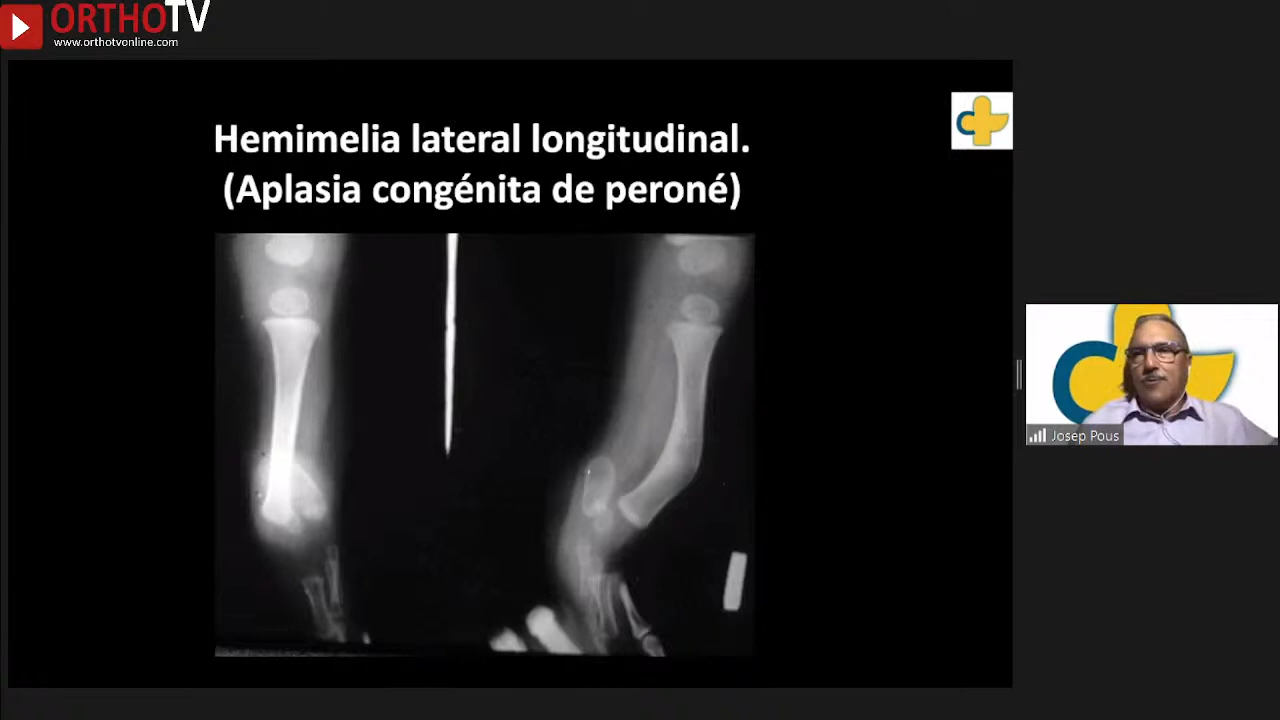 ORTHOTV
www.orthotvonline.com
Hemimelia lateral longitudinal.
(Aplasia congénita de peroné)
Josep Pous